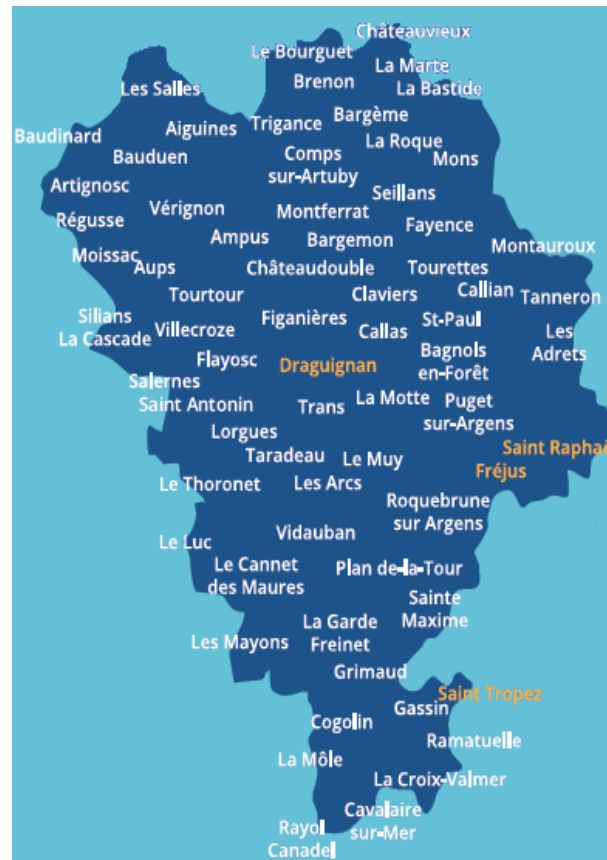 Châteauvieux
Le Bourguet
La Marte
Brenon
La Bastide
Les Salles
Bargème
Trigance
Aiguines
Baudinard
La Roque
Bauduen
Comps
sur-Artuby
Mons
Artignosc
Seillans
Vérignon
Montferrat
Régusse
Fayence
Ampus
Bargemon
Montauroux
Moissac
Aups
Châteaudouble
Tourettes
Callian
Tourtour
Claviers
Tanneron
Silians
La Cascade
Villecroze
Figanières
Callas
St-Paul
Les
Adrets
Flayosc
Draguignan
Bagnols
en-Forêt
Salernes
Saint Antonin
Trans
La Motte
Puget
sur-Argens
Lorgues
Saint Raphaë
Taradeau
Le Muy
Fréjus
Le Thoronet
Les Arcs
Roquebrune
sur Argens
Vidauban
Le Luc
Le Cannet
des Maures
Plan de-la-Tour
Sainte
Maxime
La Garde
Freinet
Les Mayons
Grimaud
Saint Tropez
Gassin
Cogolin
Ramatuelle
La Môle
La Croix-Valmer
Cavalaire
sur-Mer
Rayol
Canadel